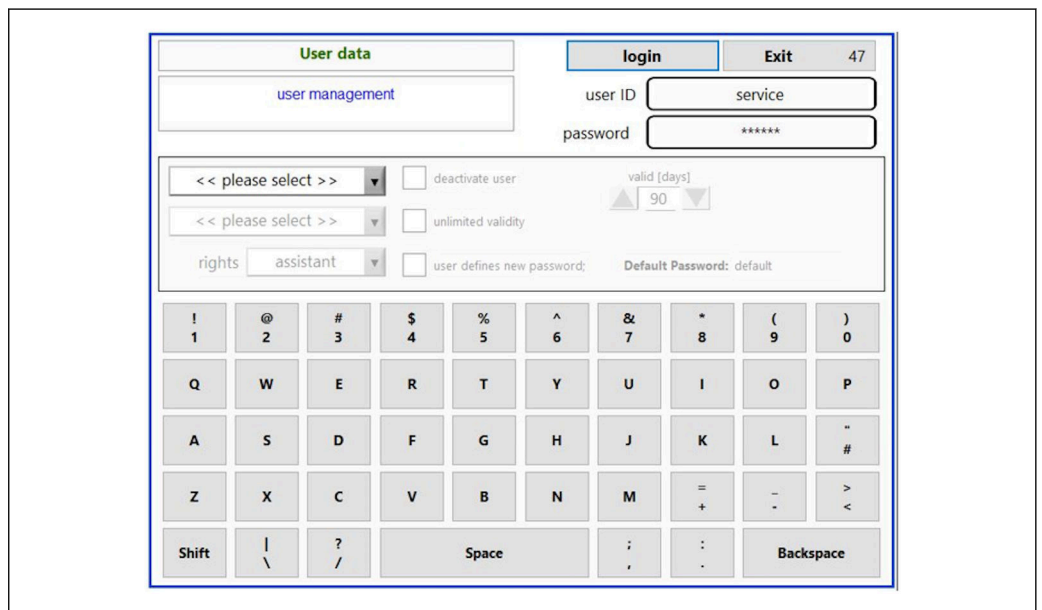 User data
login
Exit 47
user management
user ID service
password ******
<< please select >> deactivate user valid [days]
90
<< please select >> unlimited validity
rights assistant user defines new password; Default Password: default
! @ # $ % ^ & * ( )
1 2 3 4 5 6 7 8 9 0
Q W E R T Y U I O P
A S D F G H J K L " #
Z X C V B N M = + _ - > <
Shift | \ ? / Space ; , : . Backspace